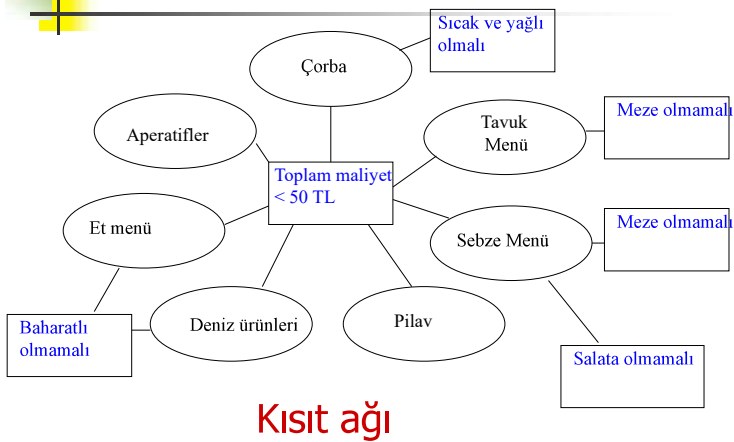 Sıcak ve yağlı
olmalı
Çorba
Meze olmamalı
Tavuk
Menü
Aperatifler
Toplam maliyet
< 50 TL
Meze olmamalı
Et menü
Sebze Menü
Baharatlı
olmamalı
Deniz ürünleri
Pilav
Salata olmamalı
Kısıt ağı